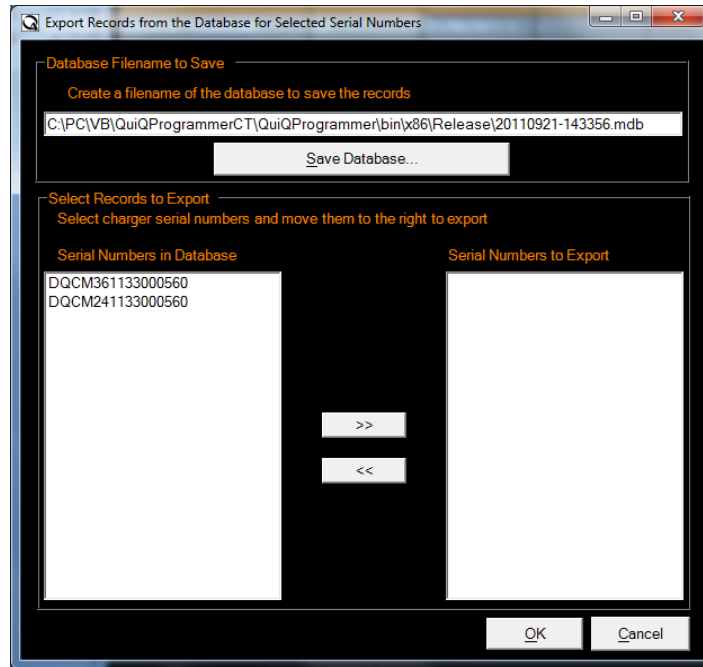 Export Records from the Database for Selected Serial Numbers
Database Filename to Save
Create a filename of the database to save the records
C:\PC\VB\QuiQProgrammerCT\QuiQProgrammer\bin\x86\Release\20110921-143356.mdb
Save Database...
Select Records to Export
Select charger serial numbers and move them to the right to export
Serial Numbers in Database
Serial Numbers to Export
DQCM361133000560
DQCM241133000560
>>
<<
OK
Cancel